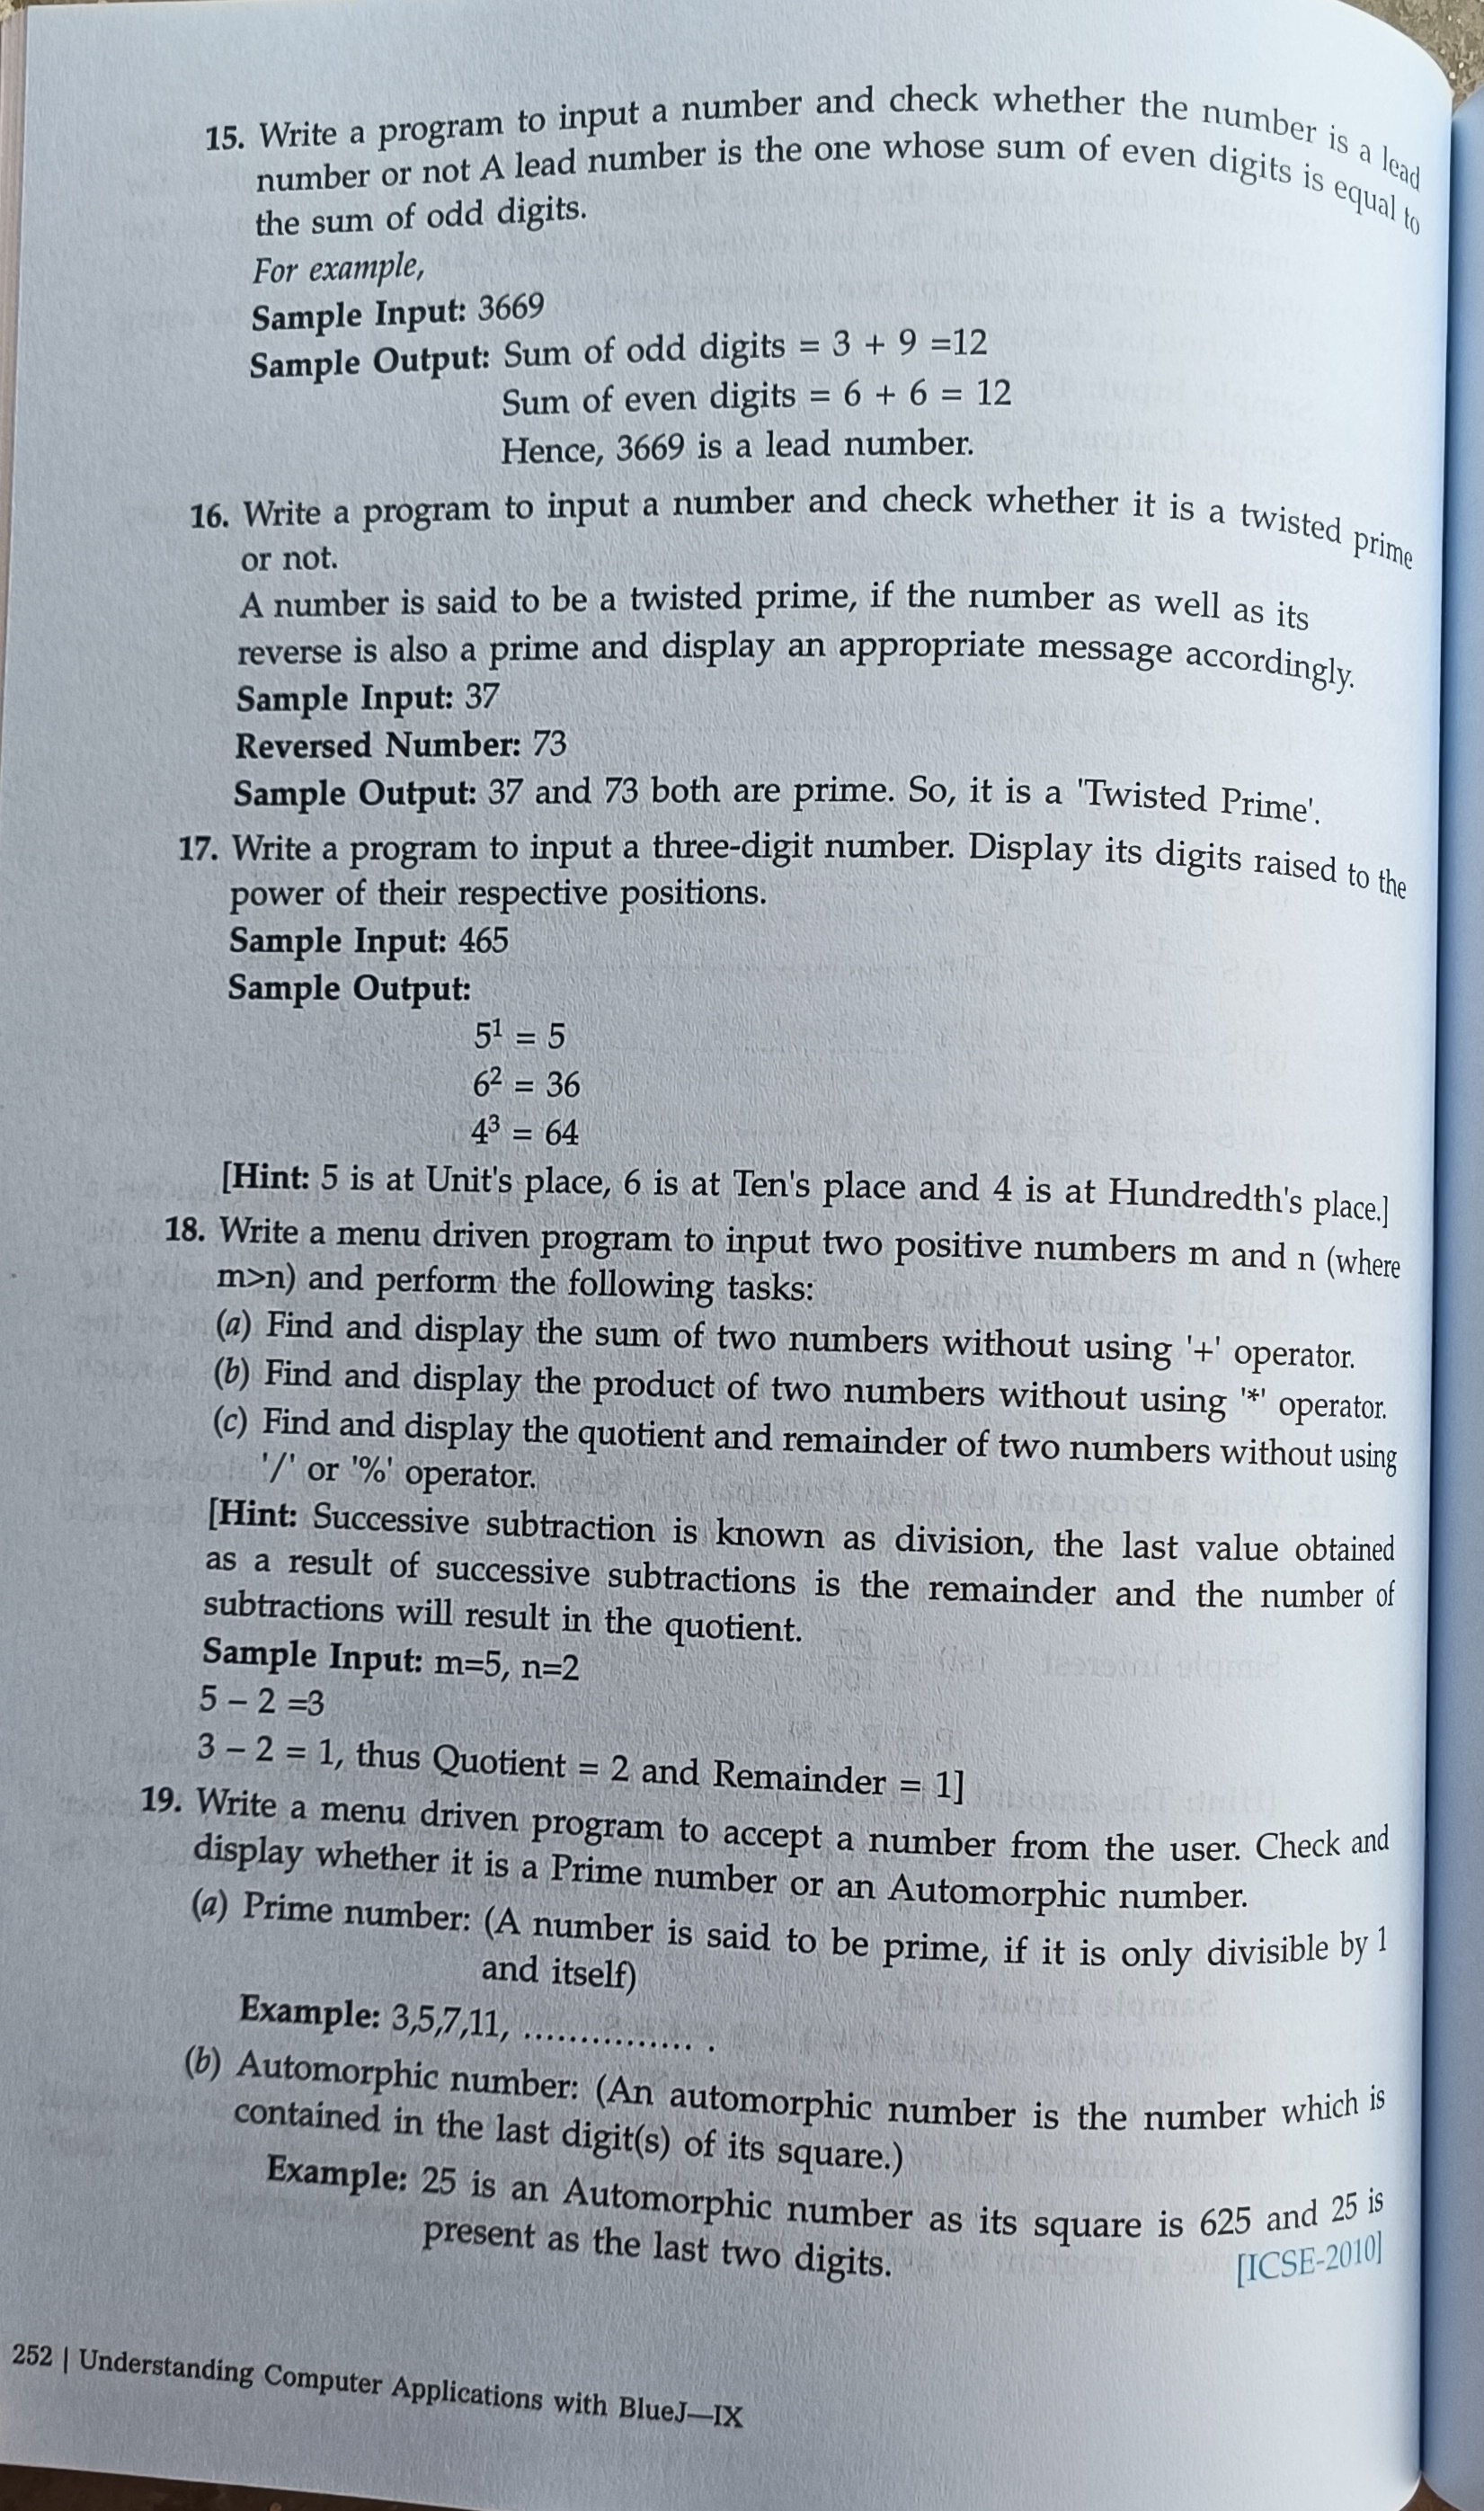 15. Write a program to input a number and check whether the number is a lead
number or not A lead number is the one whose sum of even digits is equal to
the sum of odd digits.
For example,
Sample Input: 3669
Sample Output: Sum of odd digits = 3 + 9 =12
Sum of even digits = 6 + 6 = 12
Hence, 3669 is a lead number.
16. Write a program to input a number and check whether it is a twisted prime
or not.
A number is said to be a twisted prime, if the number as well as its
reverse is also a prime and display an appropriate message accordingly.
Sample Input: 37
Reversed Number: 73
Sample Output: 37 and 73 both are prime. So, it is a 'Twisted Prime'.
17. Write a program to input a three-digit number. Display its digits raised to the
power of their respective positions.
Sample Input: 465
Sample Output:
5¹ = 5
6² = 36
4³ = 64
[Hint: 5 is at Unit's place, 6 is at Ten's place and 4 is at Hundredth's place.]
18. Write a menu driven program to input two positive numbers m and n (where
m>n) and perform the following tasks:
(a) Find and display the sum of two numbers without using '+' operator.
(b) Find and display the product of two numbers without using '*' operator.
(c) Find and display the quotient and remainder of two numbers without using
'/' or '%' operator.
[Hint: Successive subtraction is known as division, the last value obtained
as a result of successive subtractions is the remainder and the number of
subtractions will result in the quotient.
Sample Input: m=5, n=2
5 – 2 =3
3 – 2 = 1, thus Quotient = 2 and Remainder = 1]
19. Write a menu driven program to accept a number from the user. Check and
display whether it is a Prime number or an Automorphic number.
(a) Prime number: (A number is said to be prime, if it is only divisible by 1
and itself)
Example: 3,5,7,11, ............... .
(b) Automorphic number: (An automorphic number is the number which is
contained in the last digit(s) of its square.)
Example: 25 is an Automorphic number as its square is 625 and 25 is
present as the last two digits. [ICSE-2010]
252 | Understanding Computer Applications with BlueJ—IX